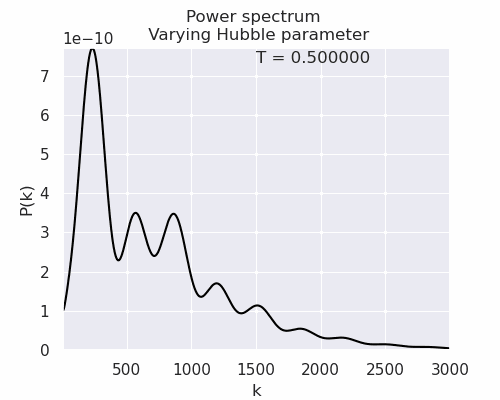 Power spectrum
Varying Hubble parameter
1e−10
T = 0.500000
7
6
5
4
3
2
1
0
P(k)
500
1000
1500
2000
2500
3000
k